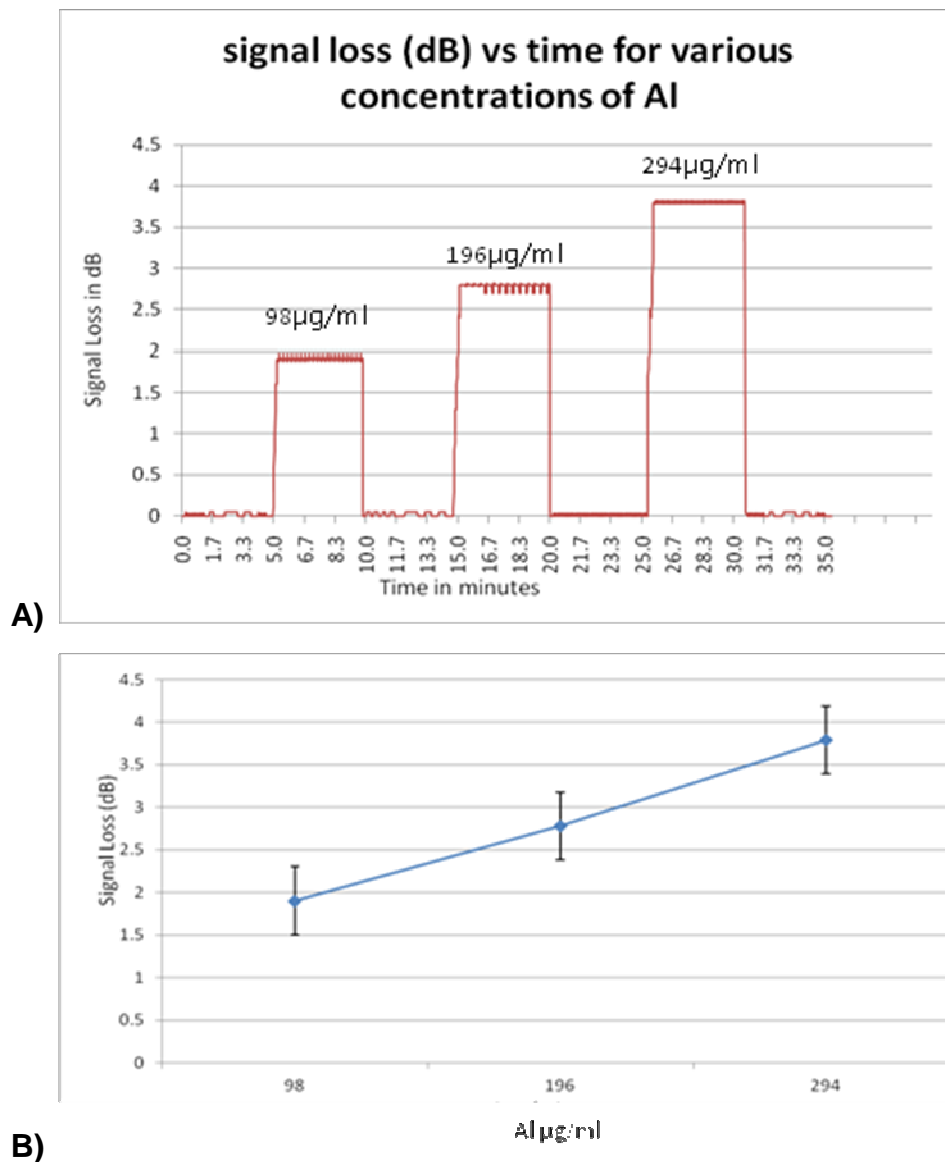 signal loss (dB) vs time for various
concentrations of Al
Signal Loss in dB
4.5
4
3.5
3
2.5
2
1.5
1
0.5
0
98µg/ml
196µg/ml
294µg/ml
0.0 1.7 3.3 5.0 6.7 8.3 10.0 11.7 13.3 15.0 16.7 18.3 20.0 11.7 13.3 25.0 26.7 28.3 30.0 31.7 33.3 35.0
Time in minutes
A)
Signal Loss (dB)
4.5
4
3.5
3
2.5
2
1.5
1
0.5
0
98 196 294
Al µg/ml
B)